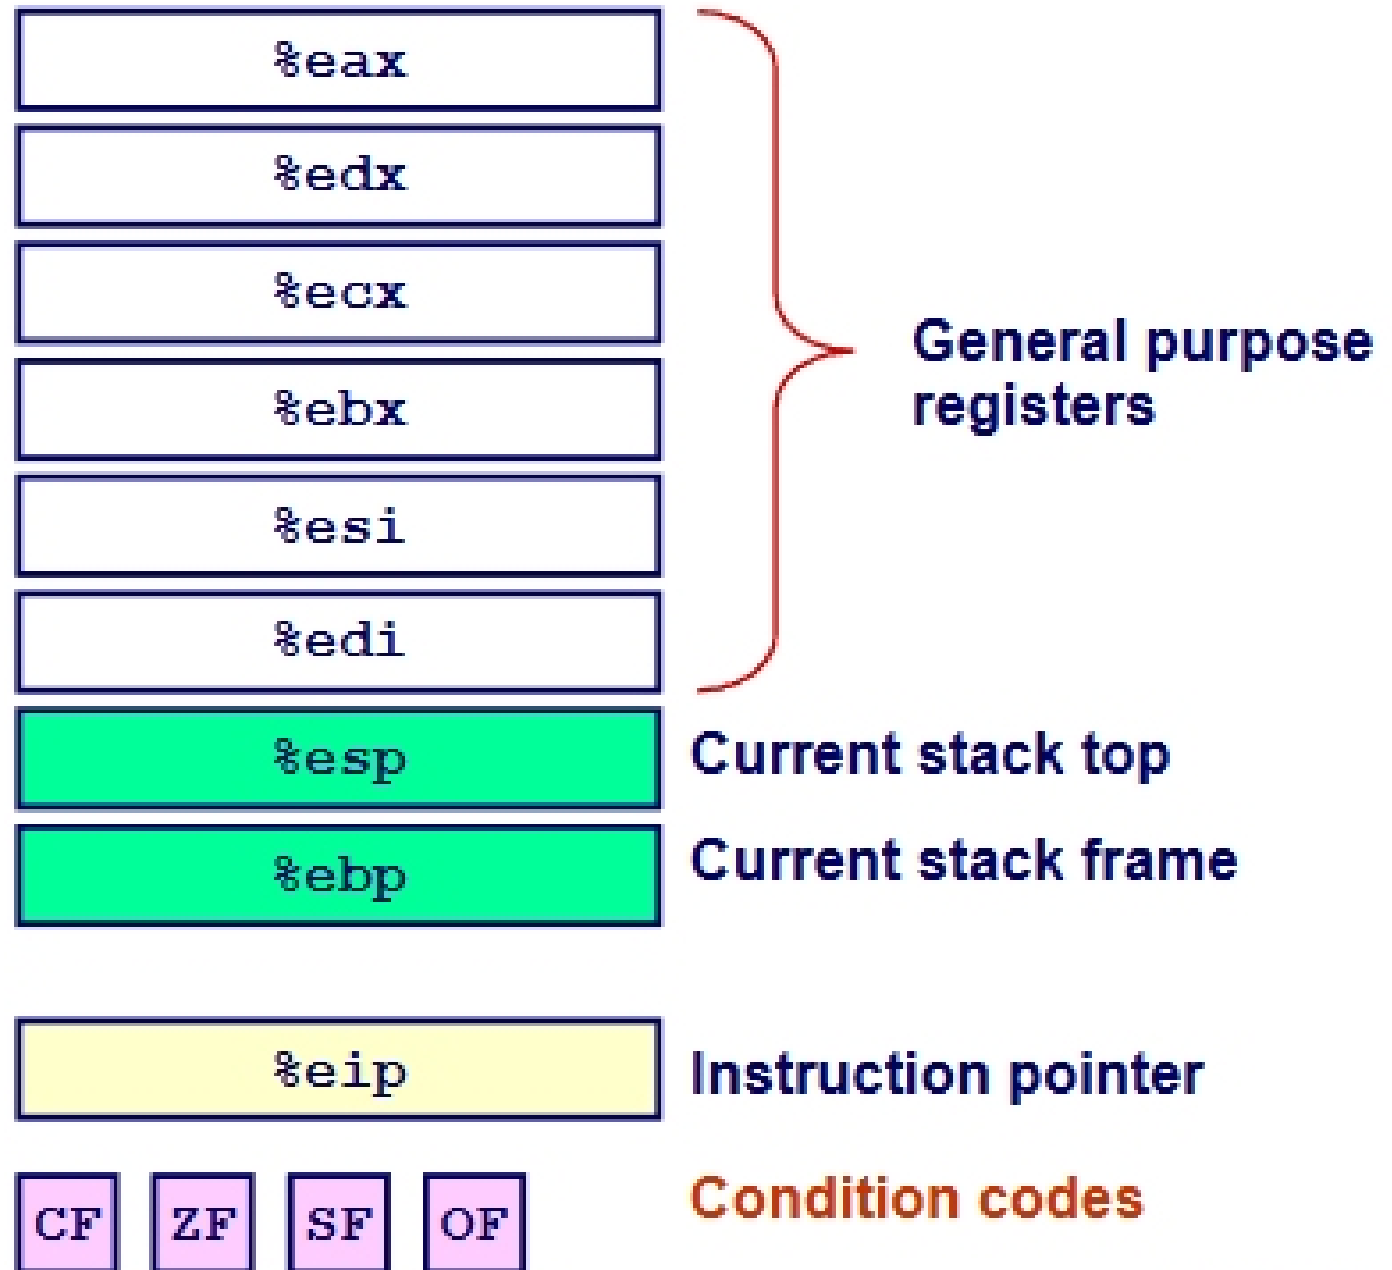 %eax
%edx
%ecx
%ebx
%esi
%edi
General purpose
registers
%esp
Current stack top
%ebp
Current stack frame
%eip
Instruction pointer
CF ZF SF OF
Condition codes